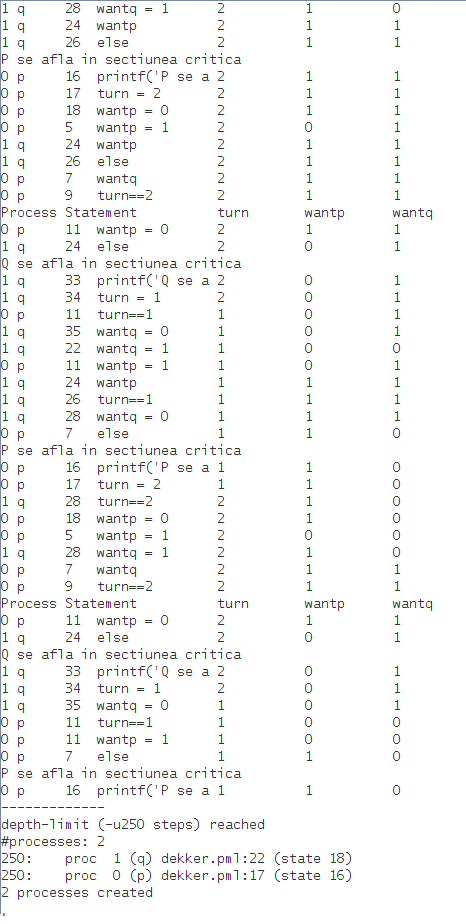 1 q 28 wantq = 1 2 1 0
1 q 24 wantp 2 1 1
1 q 26 else 2 1 1
P se afla in sectiunea critica
0 p 16 printf('P se a 2 1 1
0 p 17 turn = 2 2 1 1
0 p 18 wantp = 0 2 1 1
0 p 5 wantp = 1 2 0 1
1 q 24 wantp 2 1 1
1 q 26 else 2 1 1
0 p 7 wantq 2 1 1
0 p 9 turn==2 2 1 1
Process Statement turn wantp wantq
0 p 11 wantp = 0 2 1 1
1 q 24 else 2 0 1
Q se afla in sectiunea critica
1 q 33 printf('Q se a 2 0 1
1 q 34 turn = 1 2 0 1
0 p 11 turn==1 1 0 1
1 q 35 wantq = 0 1 0 1
1 q 22 wantq = 1 1 0 0
0 p 11 wantp = 1 1 0 1
1 q 24 wantp 1 1 1
1 q 26 turn==1 1 1 1
1 q 28 wantq = 0 1 1 1
0 p 7 else 1 1 0
P se afla in sectiunea critica
0 p 16 printf('P se a 1 1 0
0 p 17 turn = 2 1 1 0
1 q 28 turn==2 2 1 0
0 p 18 wantp = 0 2 1 0
0 p 5 wantp = 1 2 0 0
1 q 28 wantq = 1 2 1 0
0 p 7 wantq 2 1 1
0 p 9 turn==2 2 1 1
Process Statement turn wantp wantq
0 p 11 wantp = 0 2 1 1
1 q 24 else 2 0 1
Q se afla in sectiunea critica
1 q 33 printf('Q se a 2 0 1
1 q 34 turn = 1 2 0 1
1 q 35 wantq = 0 1 0 1
0 p 11 turn==1 1 0 0
0 p 11 wantp = 1 1 0 0
0 p 7 else 1 1 0
P se afla in sectiunea critica
0 p 16 printf('P se a 1 1 0
-------------
depth-limit (-u250 steps) reached
#processes: 2
250: proc 1 (q) dekker.pml:22 (state 18)
250: proc 0 (p) dekker.pml:17 (state 16)
2 processes created